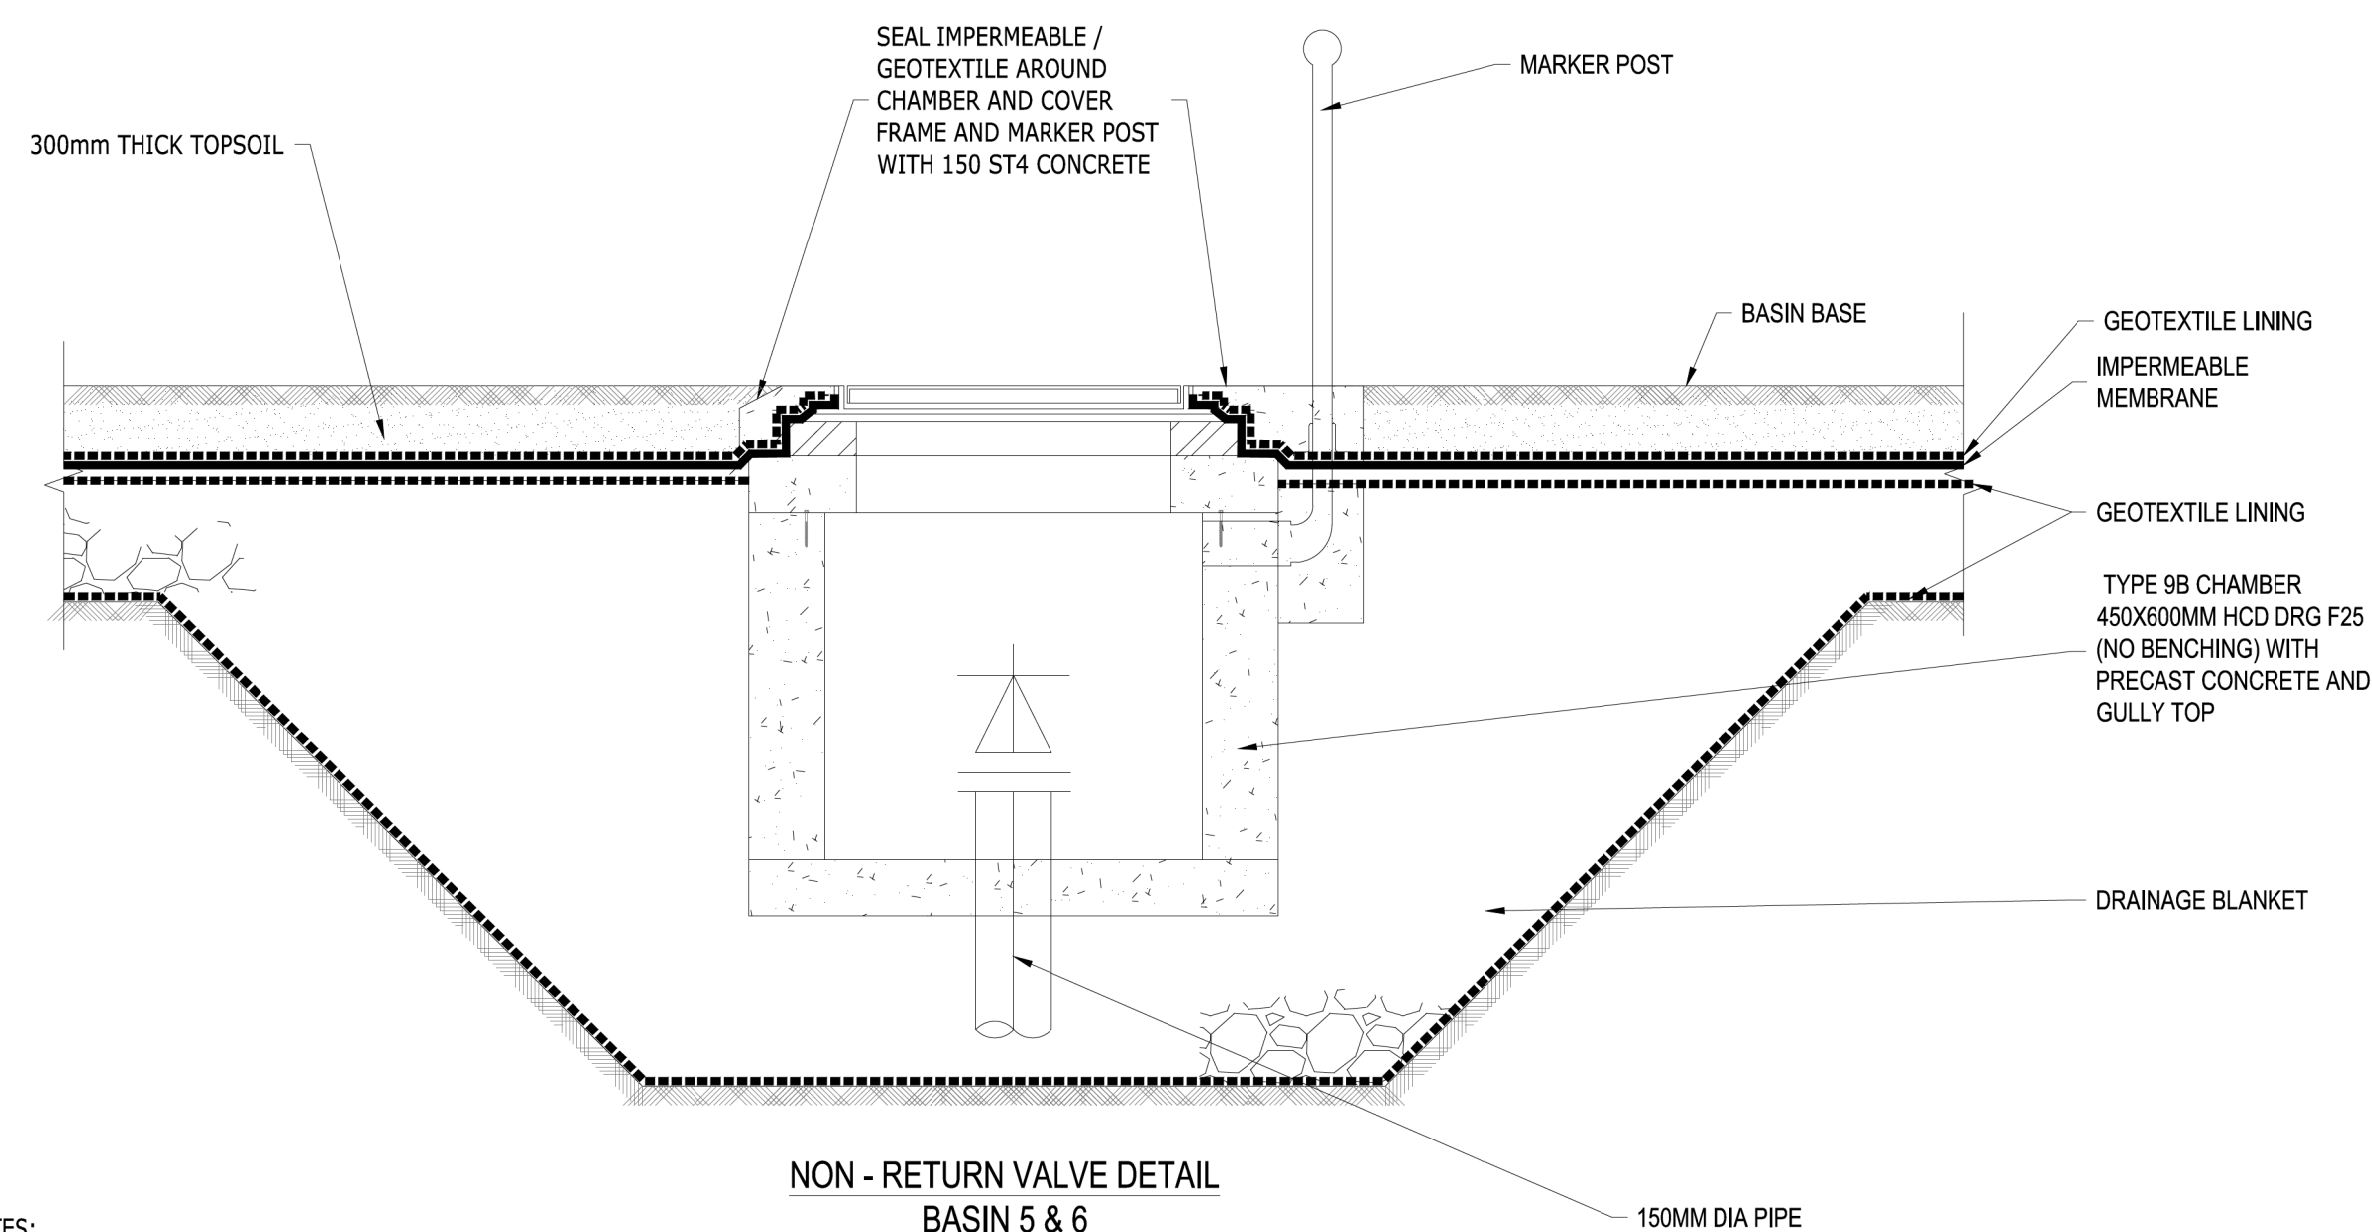 SEAL IMPERMEABLE /
GEOTEXTILE AROUND
CHAMBER AND COVER
FRAME AND MARKER POST
WITH 150 ST4 CONCRETE
MARKER POST
300mm THICK TOPSOIL
BASIN BASE
GEOTEXTILE LINING
IMPERMEABLE
MEMBRANE
GEOTEXTILE LINING
TYPE 9B CHAMBER
450X600MM HCD DRG F25
(NO BENCHING) WITH
PRECAST CONCRETE AND
GULLY TOP
DRAINAGE BLANKET
NON - RETURN VALVE DETAIL
BASIN 5 & 6
150MM DIA PIPE